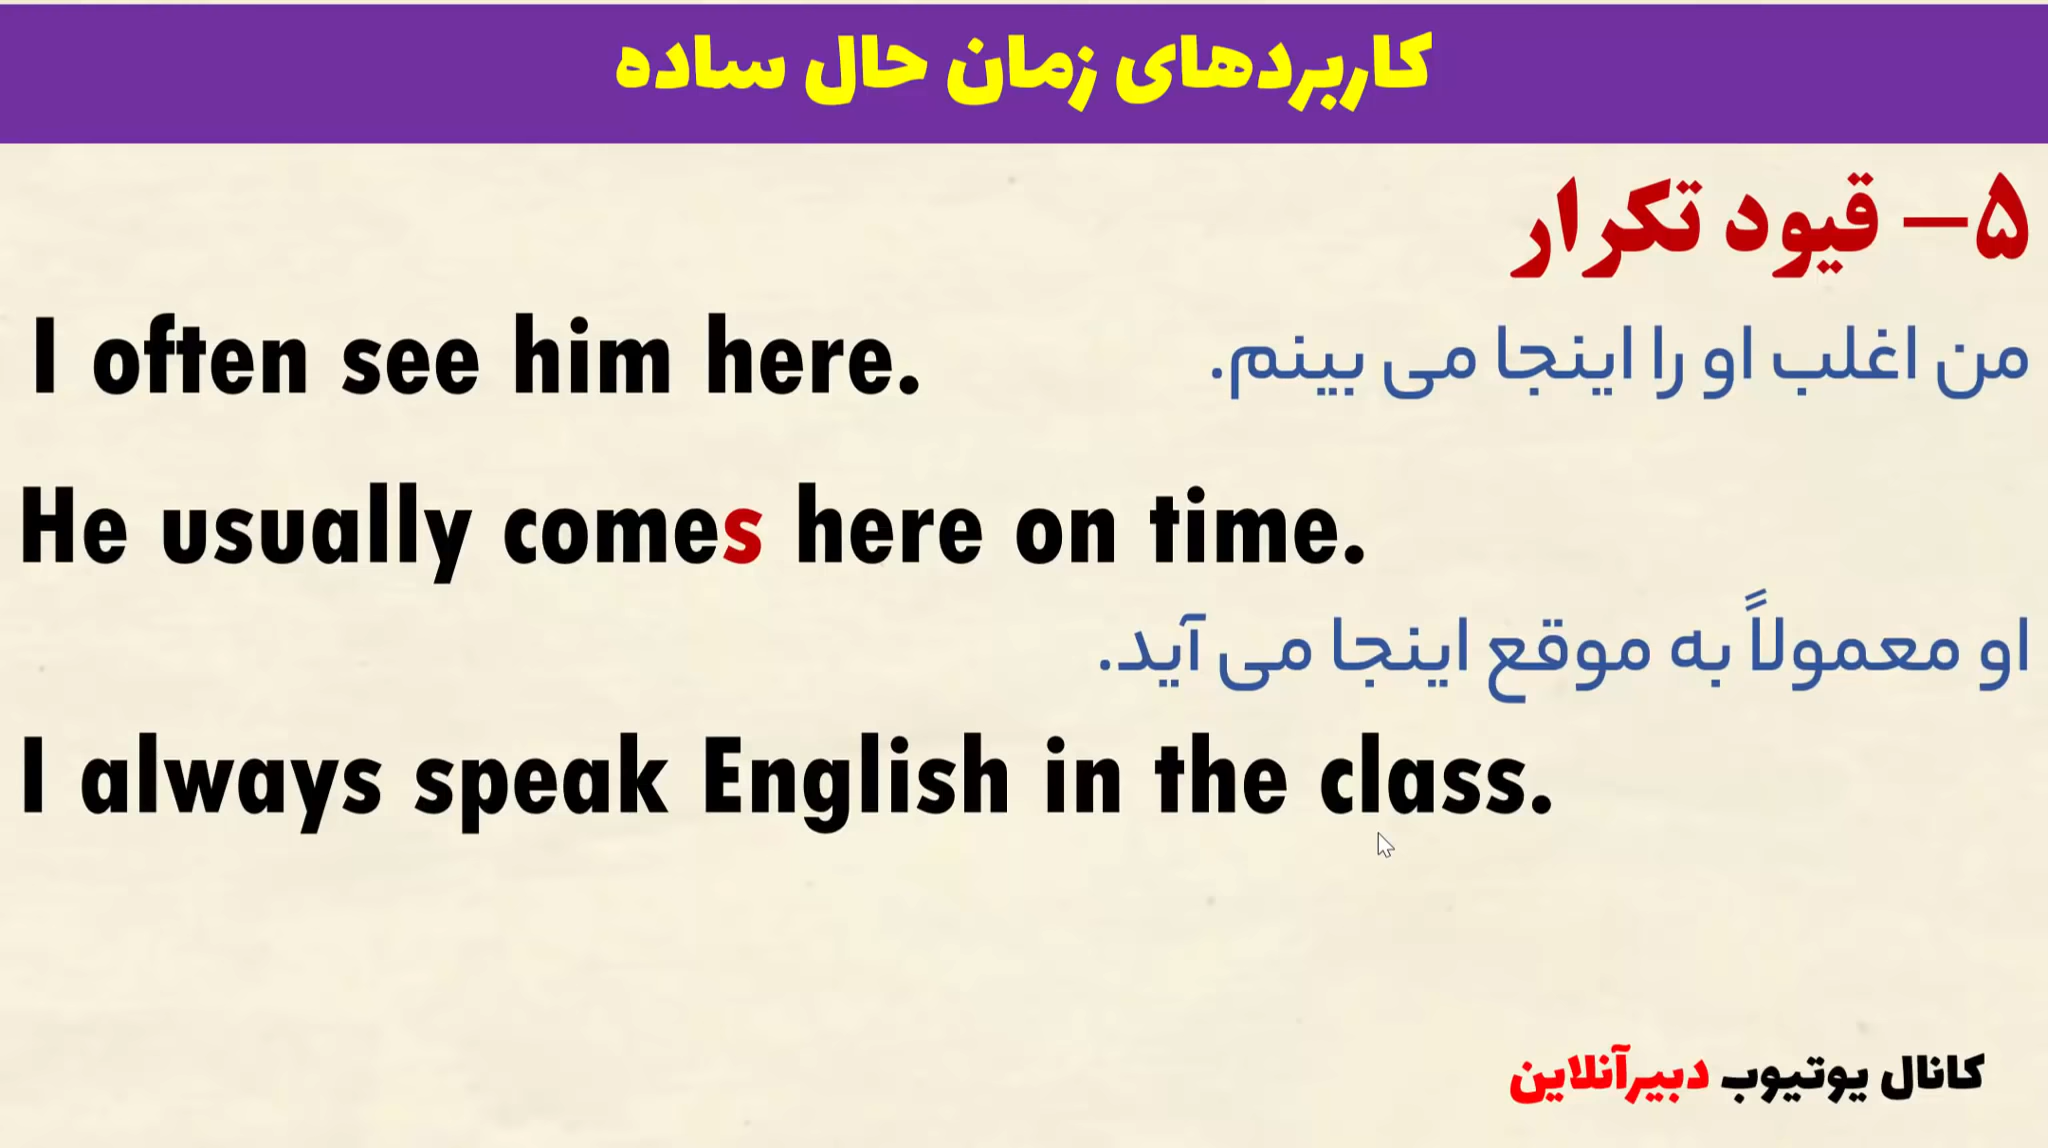 کاربردهای زمان حال ساده
۵– قیود تکرار
I often see him here.
من اغلب او را اینجا می بینم.
He usually comes here on time.
او معمولاً به موقع اینجا می آید.
I always speak English in the class.
کانال یوتیوب دبیرآنلاین